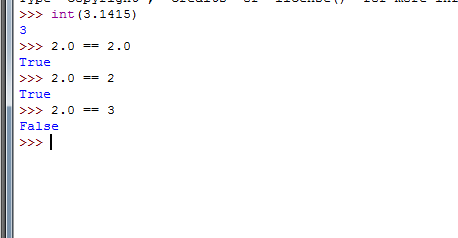 >>> int(3.1415)
3
>>> 2.0 == 2.0
True
>>> 2.0 == 2
True
>>> 2.0 == 3
False
>>>